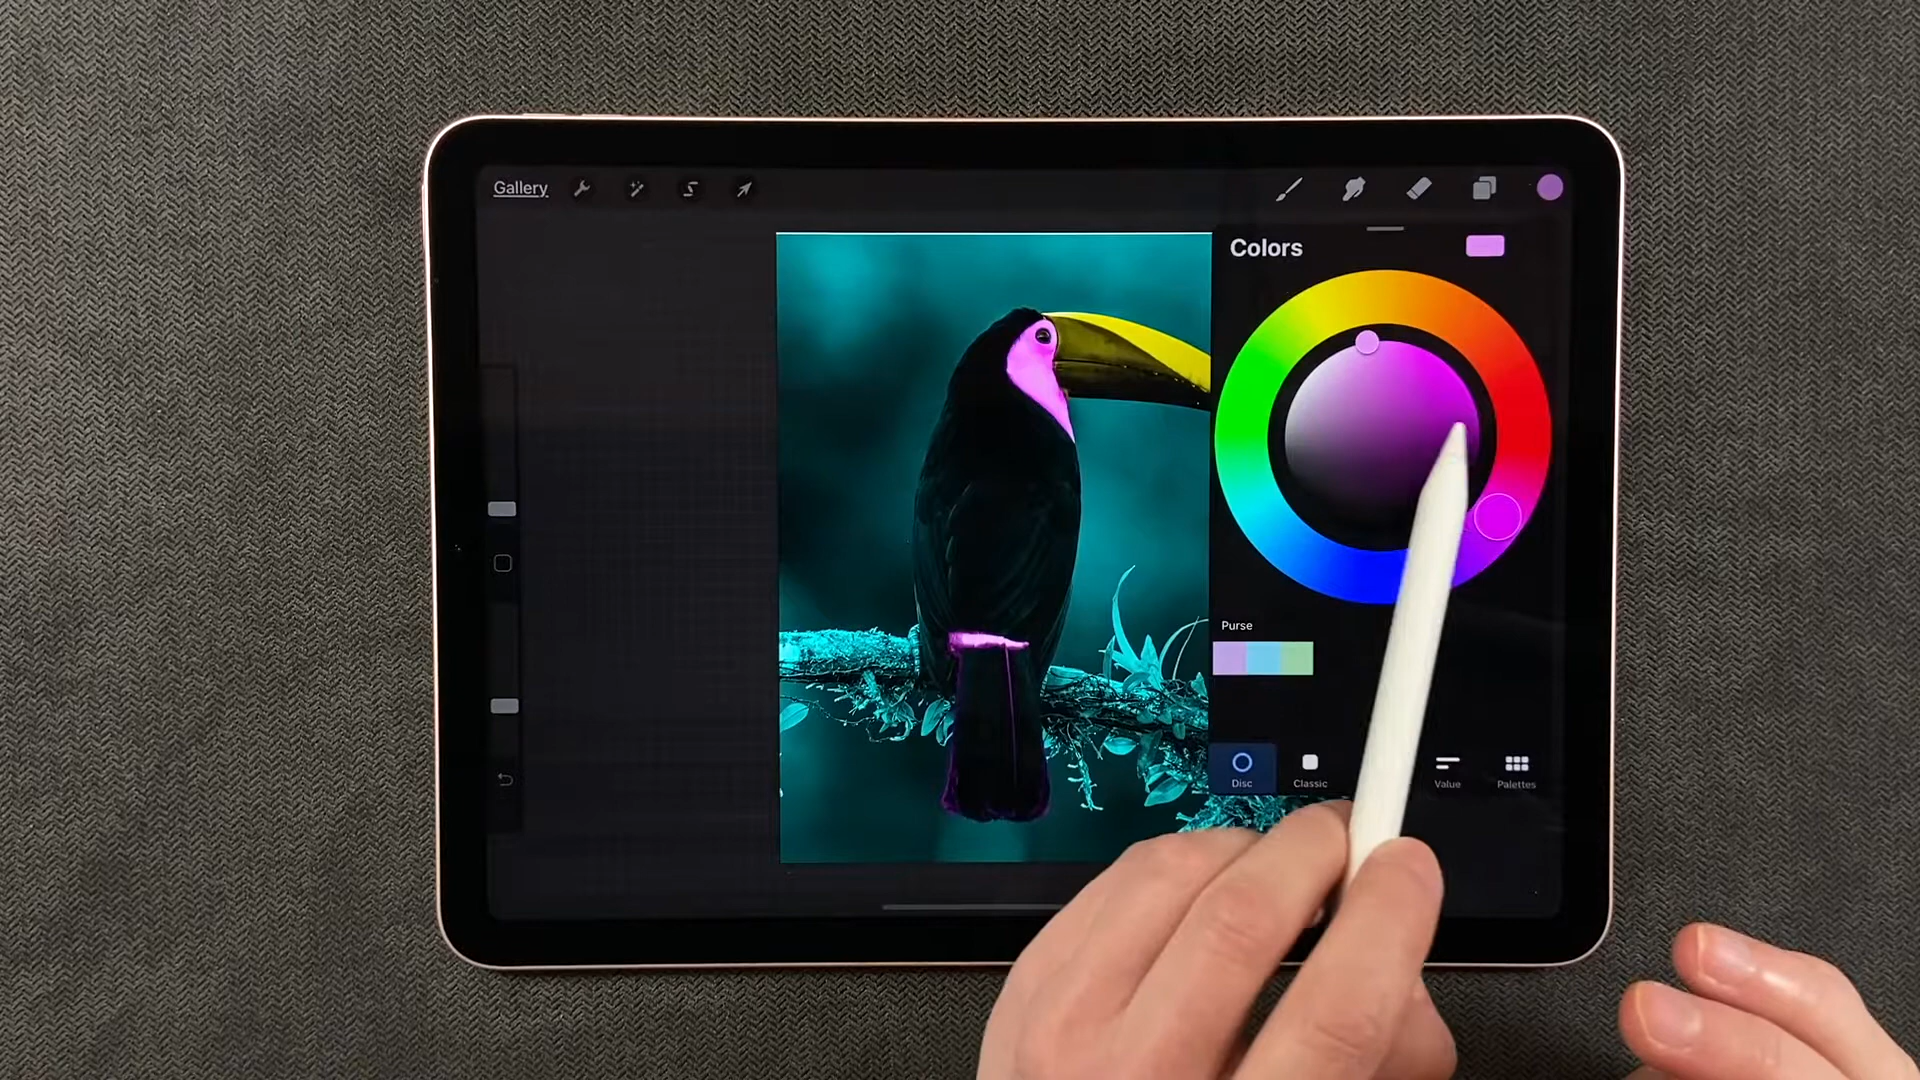 Gallery
Colors
Purse
Disc
Classic
Value
Palettes